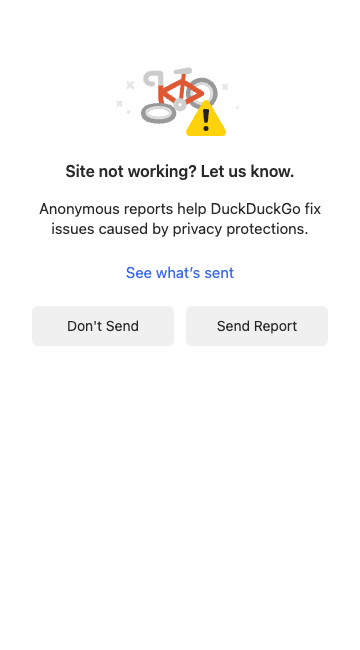 Site not working? Let us know.
Anonymous reports help DuckDuckGo fix
issues caused by privacy protections.
See what’s sent
Don't Send
Send Report